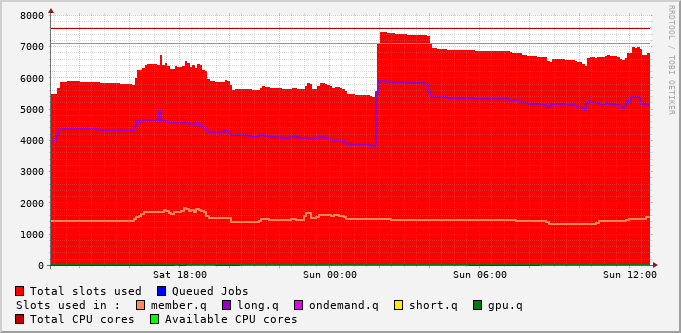 8000
7000
6000
5000
4000
3000
2000
1000
0
Sat 18:00 Sun 00:00 Sun 06:00 Sun 12:00
RRDTOOL / TOBI OETIKER
Total slots used Queued Jobs
Slots used in : member.q long.q ondemand.q short.q gpu.q
Total CPU cores Available CPU cores